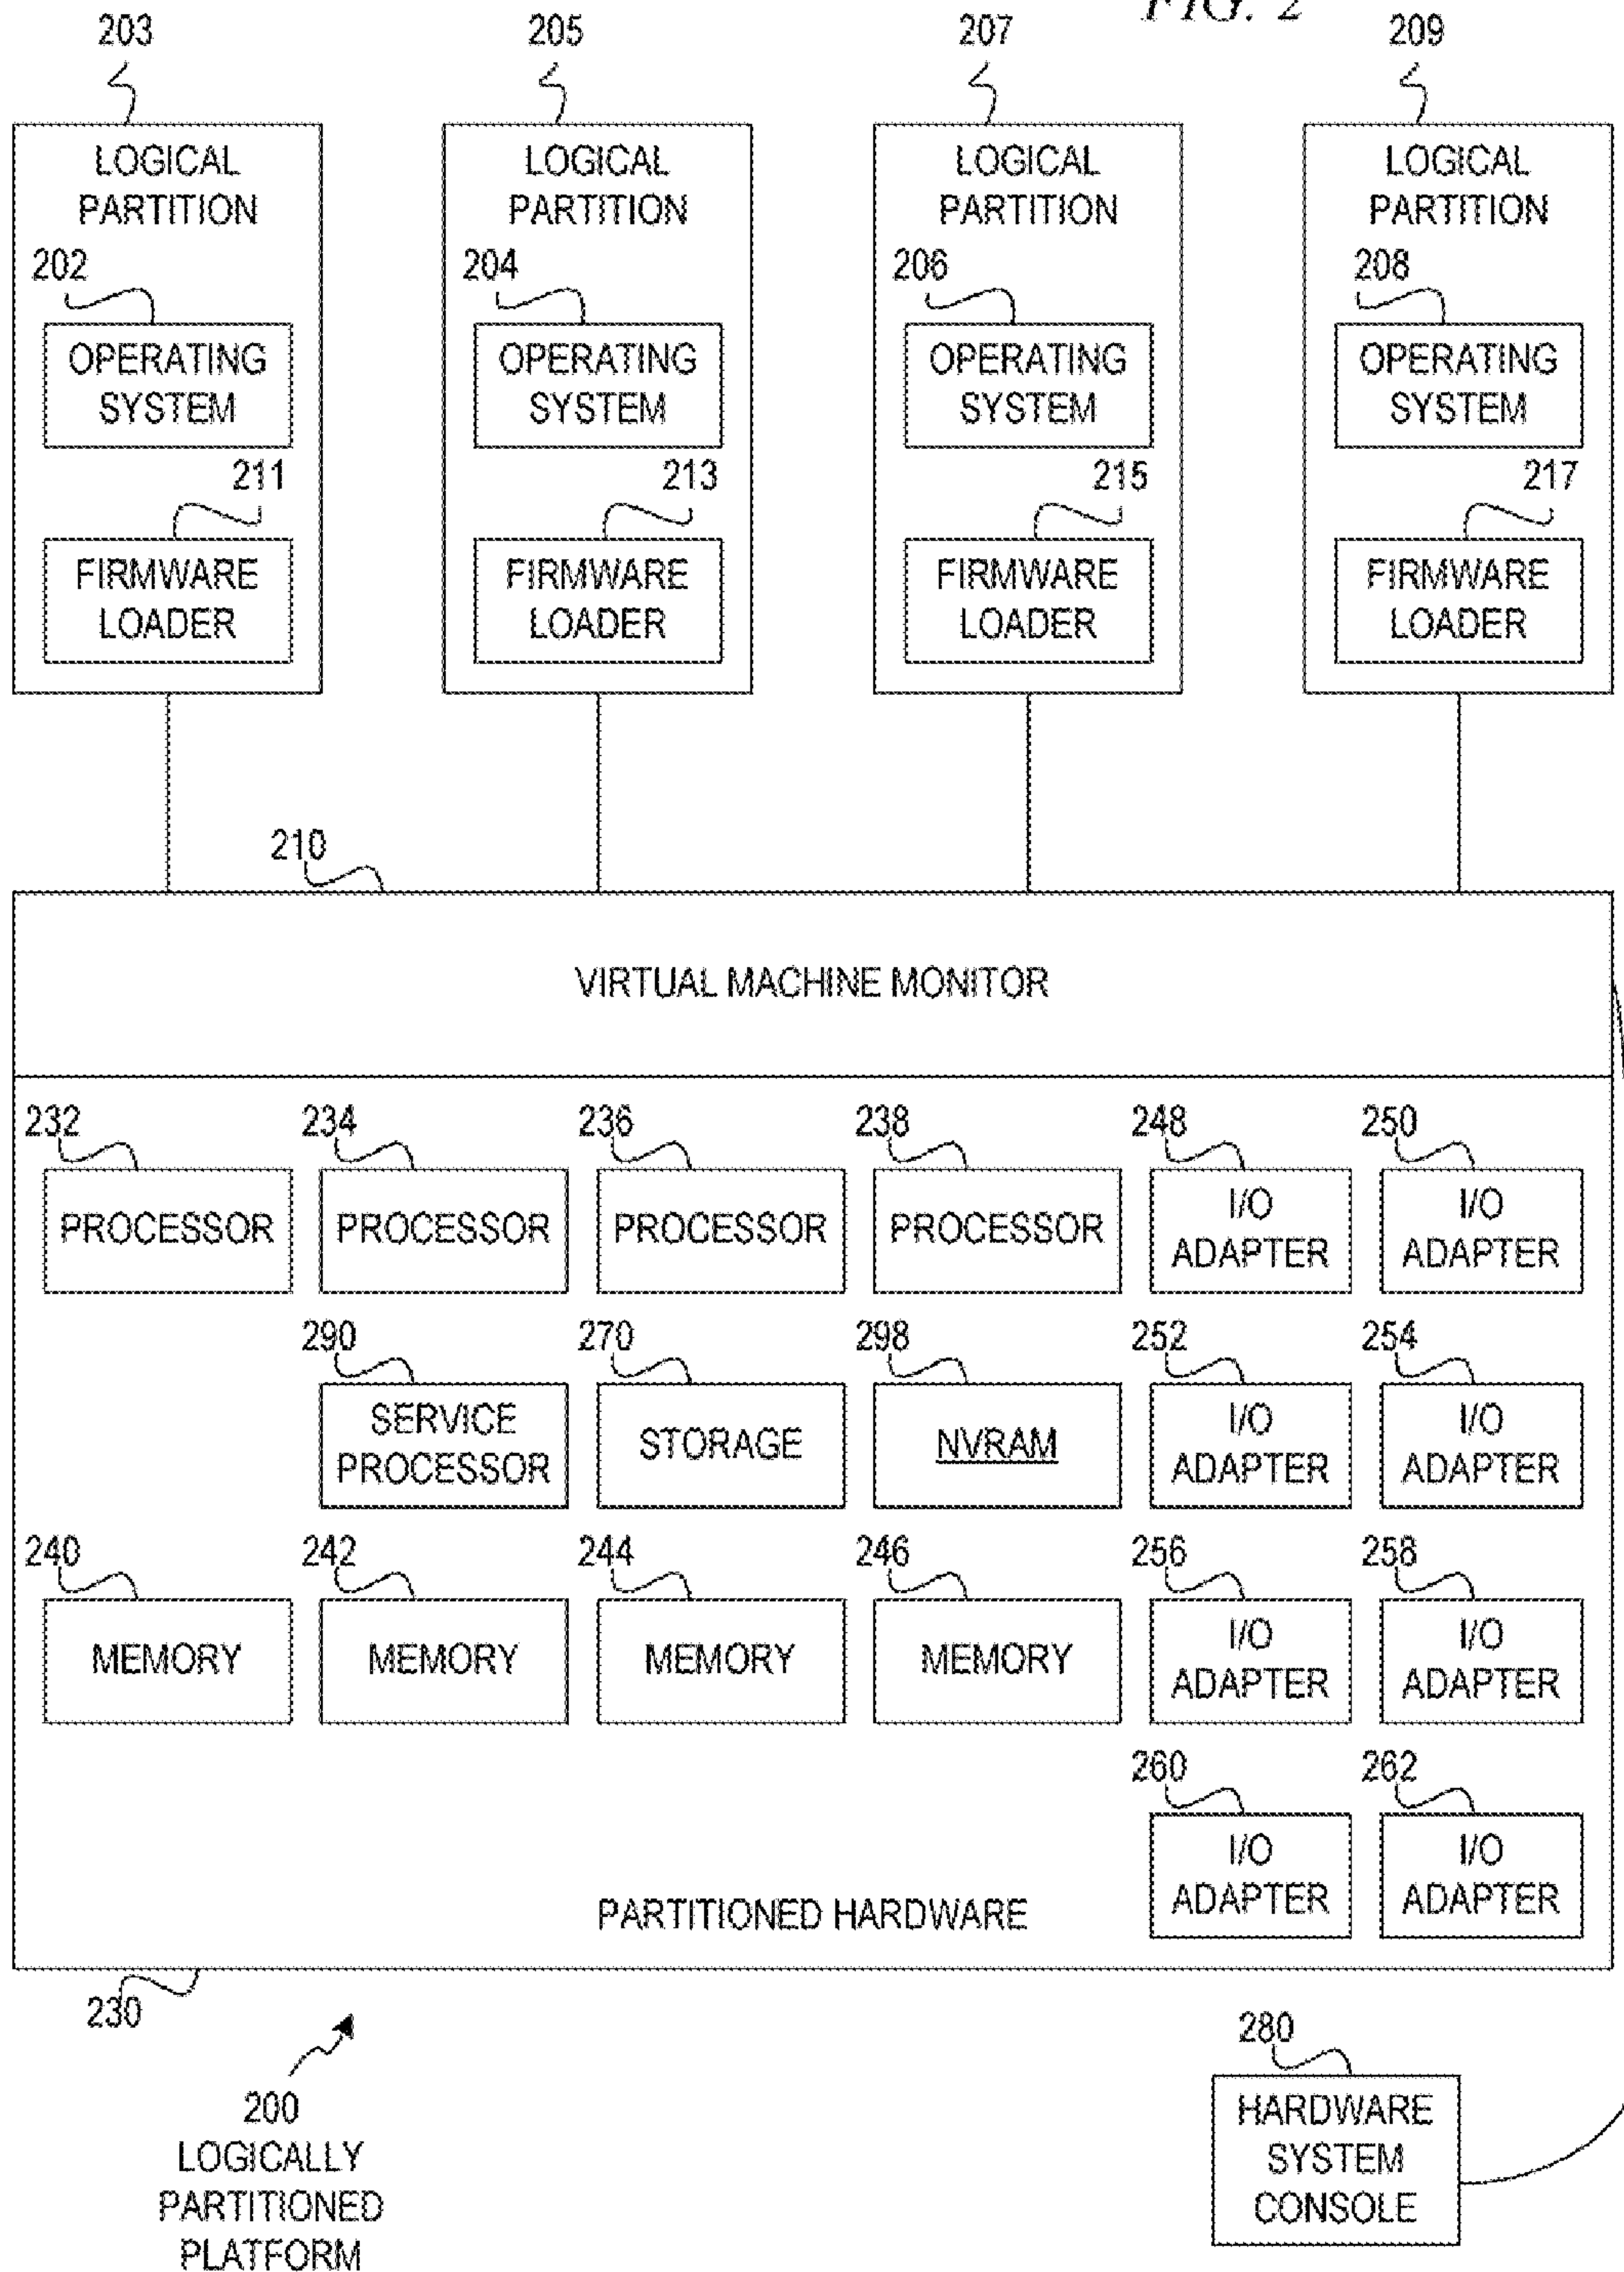 FIG. 2
203
205
207
209
LOGICAL
PARTITION
LOGICAL
PARTITION
LOGICAL
PARTITION
LOGICAL
PARTITION
202
204
206
208
OPERATING
SYSTEM
OPERATING
SYSTEM
OPERATING
SYSTEM
OPERATING
SYSTEM
211
213
215
217
FIRMWARE
LOADER
FIRMWARE
LOADER
FIRMWARE
LOADER
FIRMWARE
LOADER
210
VIRTUAL MACHINE MONITOR
232
234
236
238
248
250
PROCESSOR
PROCESSOR
PROCESSOR
PROCESSOR
I/O
ADAPTER
I/O
ADAPTER
290
270
298
252
254
SERVICE
PROCESSOR
STORAGE
NVRAM
I/O
ADAPTER
I/O
ADAPTER
240
242
244
246
256
258
MEMORY
MEMORY
MEMORY
MEMORY
I/O
ADAPTER
I/O
ADAPTER
260
262
I/O
ADAPTER
I/O
ADAPTER
PARTITIONED HARDWARE
230
200
LOGICALLY
PARTITIONED
PLATFORM
280
HARDWARE
SYSTEM
CONSOLE